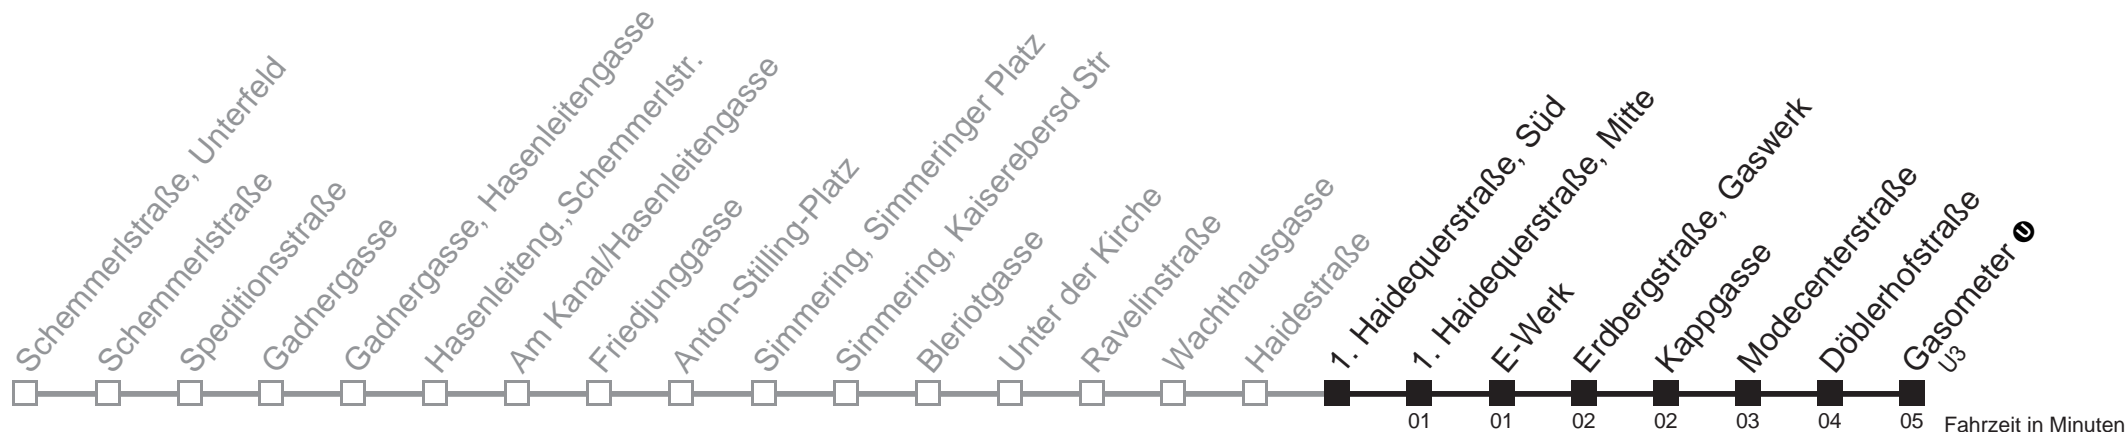 Schemmerlstraße, Unterfeld
Schemmerlstraße
Speditionsstraße
Gadnergasse
Gadnergasse, Hasenleitengasse
Hasenleiteng.,Schemmerlstr.
Am Kanal/Hasenleitengasse
Friedjunggasse
Anton-Stilling-Platz
Simmering, Simmeringer Platz
Simmering, Kaiserebersd Str
Bleriotgasse
Unter der Kirche
Ravelinstraße
Wachthausgasse
Haidestraße
1. Haidequerstraße, Süd
1. Haidequerstraße, Mitte
E-Werk
Erdbergstraße, Gaswerk
Kappgasse
Modecenterstraße
Döblerhofstraße
Gasometer U
U3
01 01 02 02 03 04 05 Fahrzeit in Minuten